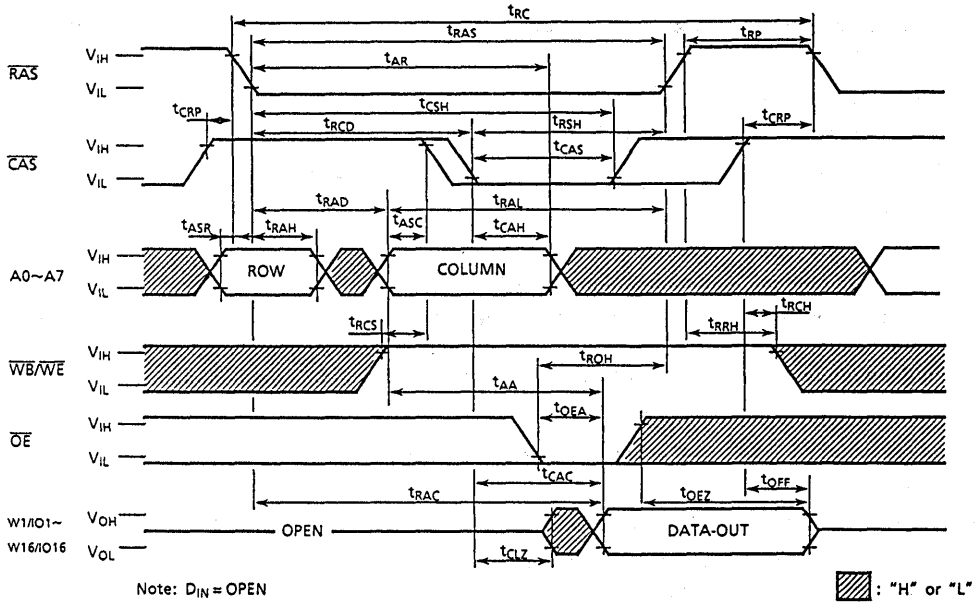 tRC
tRAS
tRP
tAR
RAS
VIH
VIL
tCRP
tCSH
tRCD
tRSH
tCRP
CAS
VIH
VIL
tCAS
tRAD
tRAL
tASR
tRAH
tASC
tCAH
A0~A7
VIH
VIL
ROW
COLUMN
tRCS
tRCH
tRRH
WB/WE
VIH
VIL
tROH
tAA
OE
VIH
VIL
tOEA
tCAC
tOFF
tRAC
tOEZ
W1/IO1~
W16/IO16
VOH
VOL
OPEN
DATA-OUT
tCLZ
Note: DIN = OPEN
: "H" or "L"